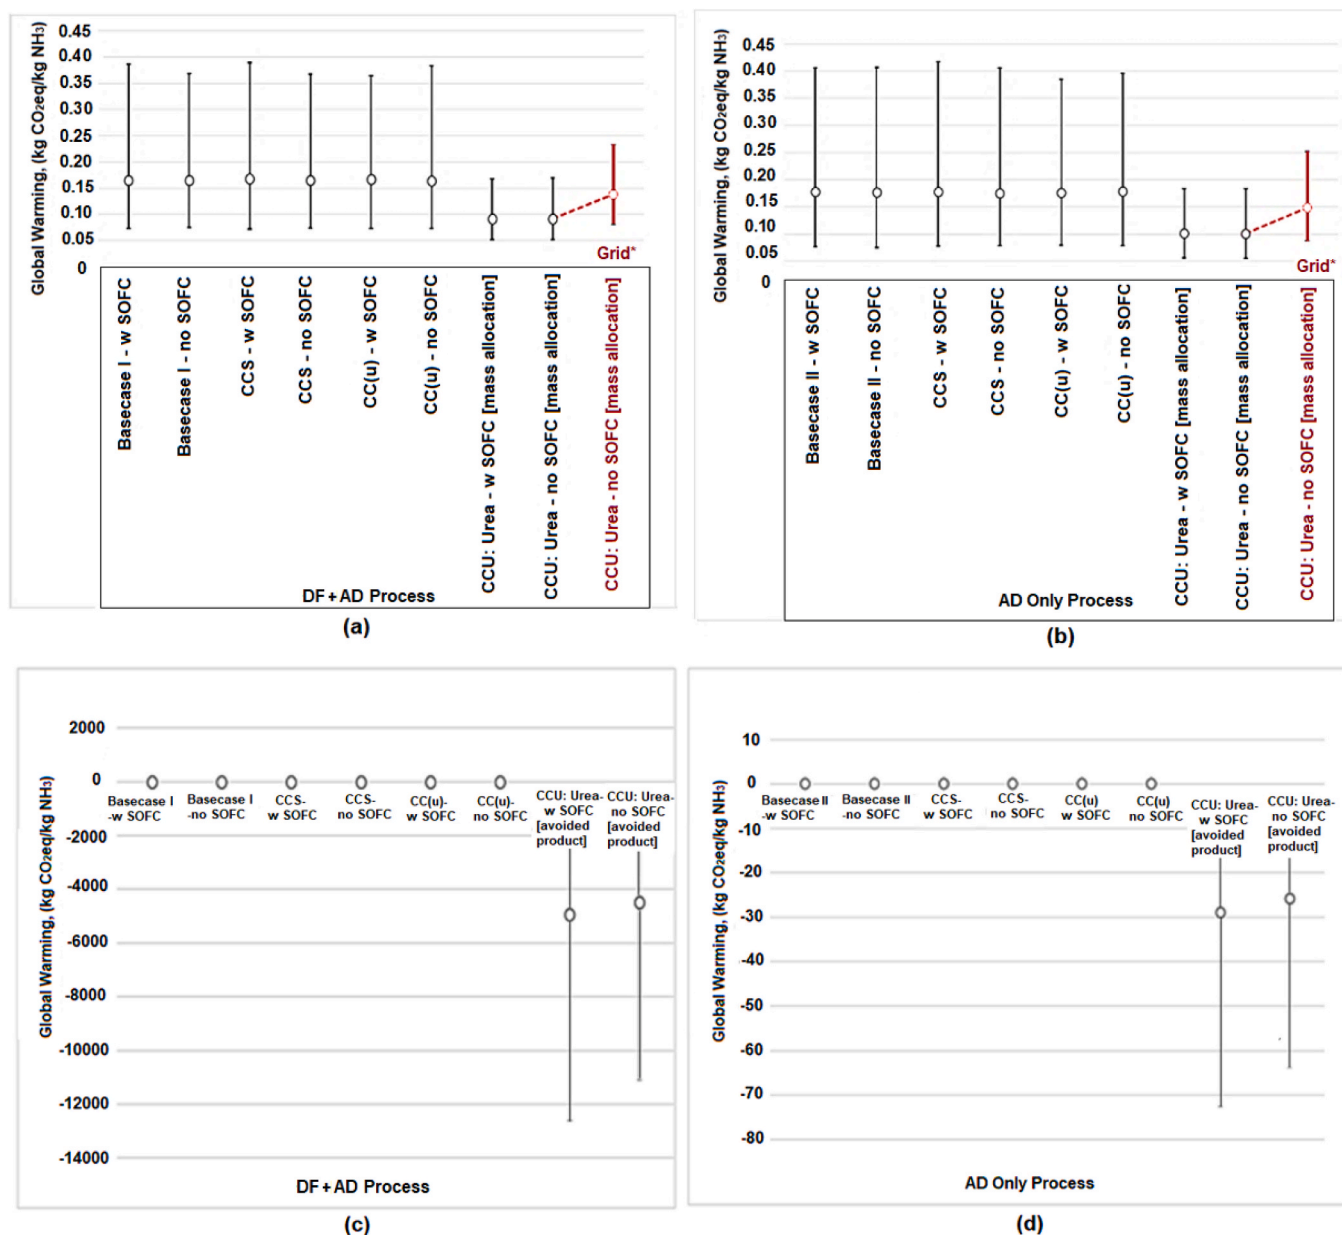 Global Warming, (kg CO2eq/kg NH3)
0.45
0.40
0.35
0.30
0.25
0.20
0.15
0.10
0.05
0
Grid*
Basecase I - w SOFC
Basecase I - no SOFC
CCS - w SOFC
CCS - no SOFC
CC(u) - w SOFC
CC(u) - no SOFC
CCU: Urea - w SOFC [mass allocation]
CCU: Urea - no SOFC [mass allocation]
CCU: Urea - no SOFC [mass allocation]
DF + AD Process
(a)
Global Warming, (kg CO2eq/kg NH3)
0.45
0.40
0.35
0.30
0.25
0.20
0.15
0.10
0.05
0
Grid*
Basecase II - w SOFC
Basecase II - no SOFC
CCS - w SOFC
CCS - no SOFC
CC(u) - w SOFC
CC(u) - no SOFC
CCU: Urea - w SOFC [mass allocation]
CCU: Urea - no SOFC [mass allocation]
CCU: Urea - no SOFC [mass allocation]
AD Only Process
(b)
Global Warming, (kg CO2eq/kg NH3)
2000
0
-2000
-4000
-6000
-8000
-10000
-12000
-14000
Basecase I
-w SOFC
Basecase I
-no SOFC
CCS-
w SOFC
CCS-
no SOFC
CC(u)-
w SOFC
CC(u)-
no SOFC
CCU: Urea-
w SOFC
[avoided
product]
CCU: Urea-
no SOFC
[avoided
product]
DF + AD Process
(c)
Global Warming, (kg CO2eq/kg NH3)
10
0
-10
-20
-30
-40
-50
-60
-70
-80
Basecase II
-w SOFC
Basecase II
-no SOFC
CCS-
w SOFC
CCS-
no SOFC
CC(u)
w SOFC
CC(u)
no SOFC
CCU: Urea-
w SOFC
[avoided
product]
CCU: Urea-
no SOFC
[avoided
product]
AD Only Process
(d)